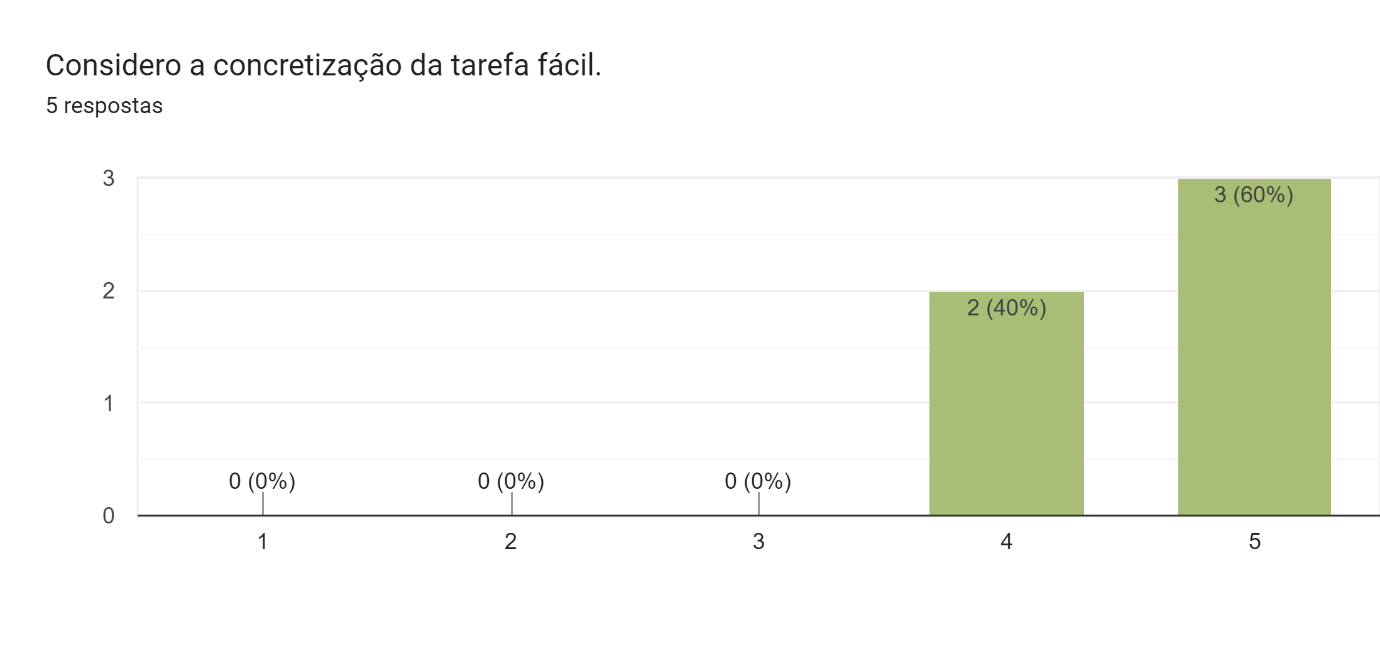 Considero a concretização da tarefa fácil.
5 respostas
3
3 (60%)
2
2 (40%)
1
0 (0%) 0 (0%) 0 (0%)
0
1 2 3 4 5